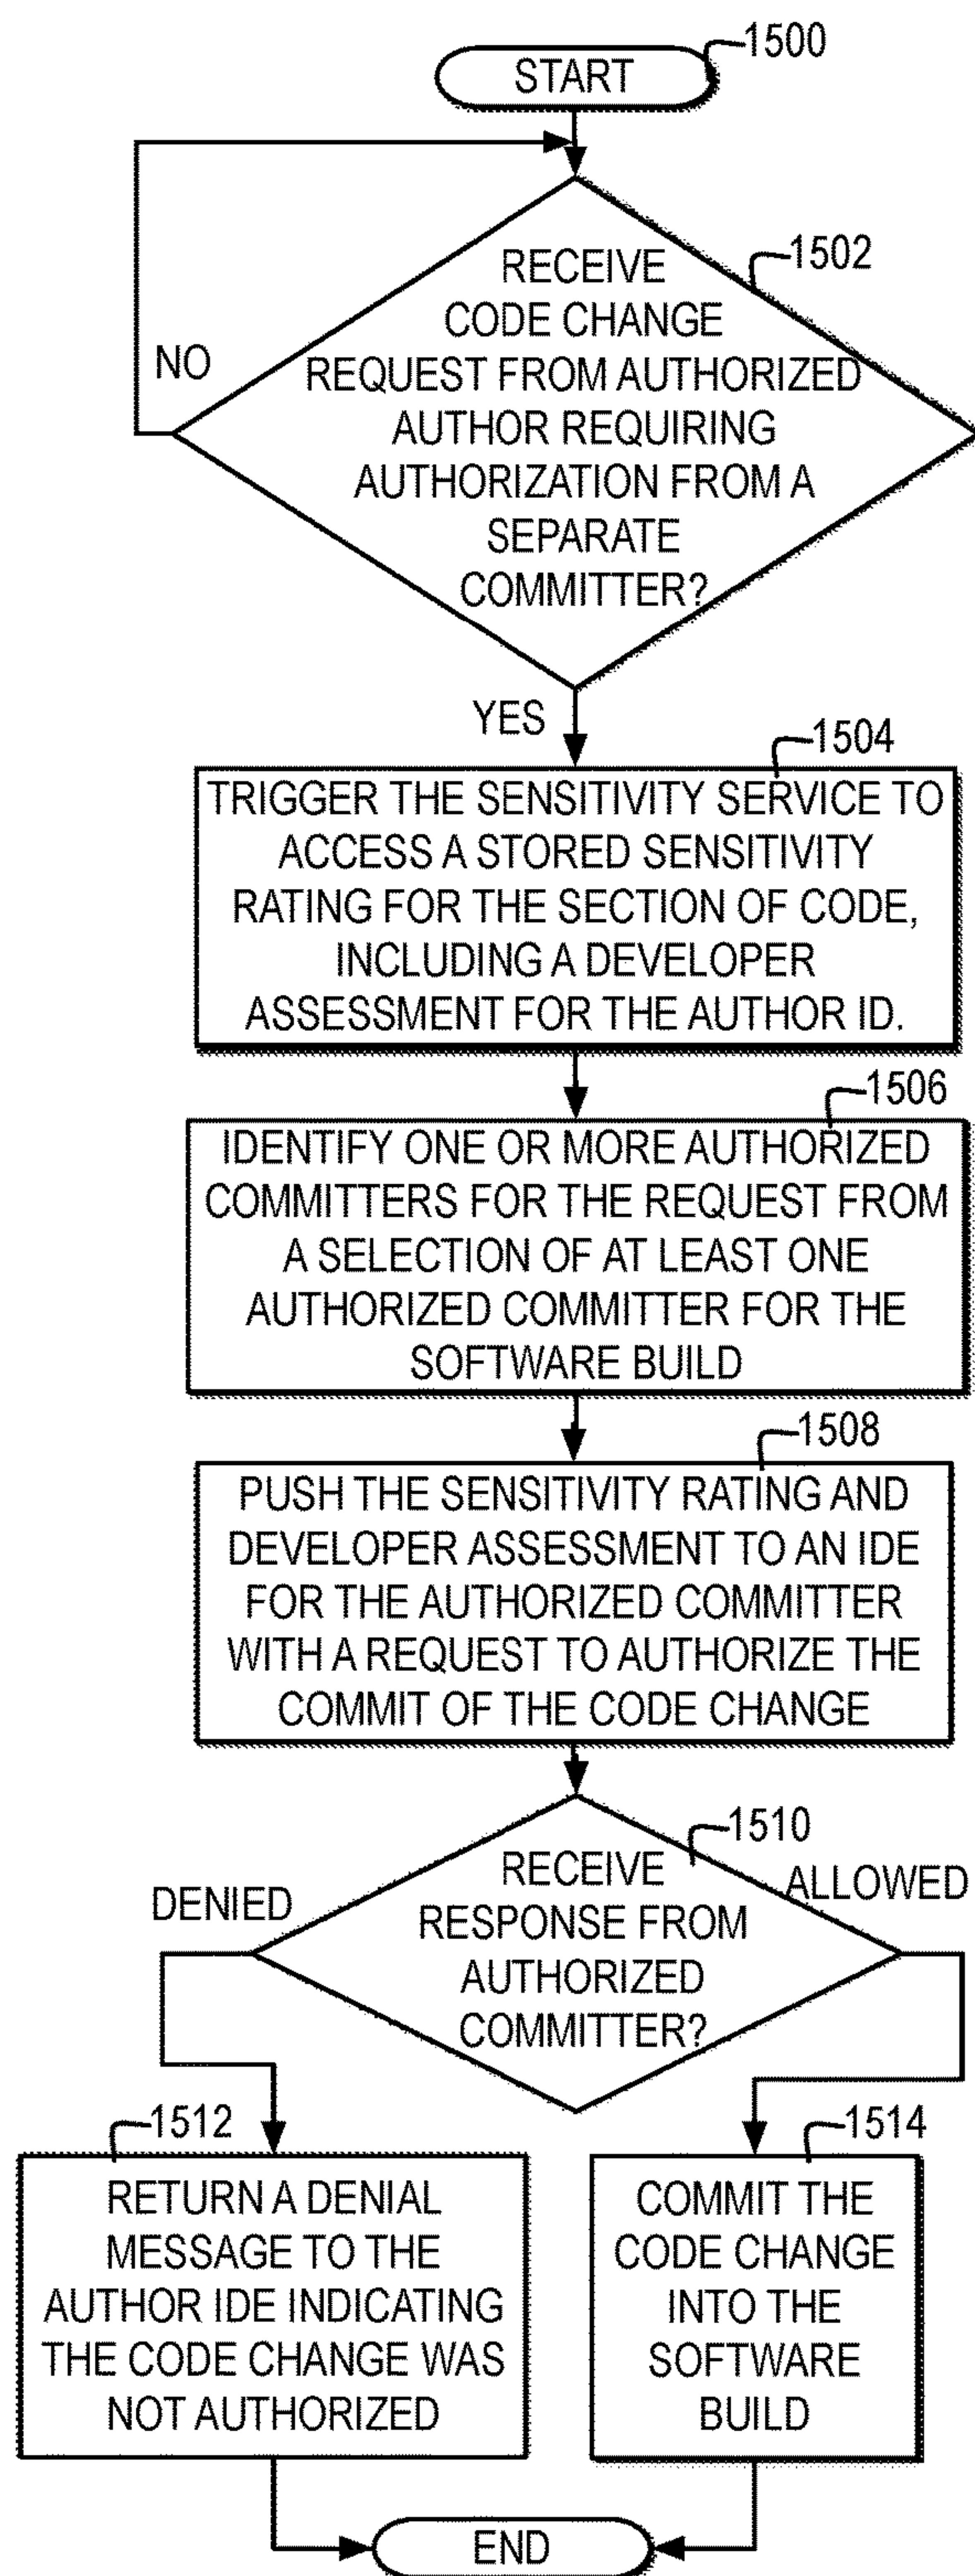 1500
START
1502
RECEIVE
CODE CHANGE
REQUEST FROM AUTHORIZED
AUTHOR REQUIRING
AUTHORIZATION FROM A
SEPARATE
COMMITTER?
NO
YES
1504
TRIGGER THE SENSITIVITY SERVICE TO
ACCESS A STORED SENSITIVITY
RATING FOR THE SECTION OF CODE,
INCLUDING A DEVELOPER
ASSESSMENT FOR THE AUTHOR ID.
1506
IDENTIFY ONE OR MORE AUTHORIZED
COMMITTERS FOR THE REQUEST FROM
A SELECTION OF AT LEAST ONE
AUTHORIZED COMMITTER FOR THE
SOFTWARE BUILD
1508
PUSH THE SENSITIVITY RATING AND
DEVELOPER ASSESSMENT TO AN IDE
FOR THE AUTHORIZED COMMITTER
WITH A REQUEST TO AUTHORIZE THE
COMMIT OF THE CODE CHANGE
1510
RECEIVE
RESPONSE FROM
AUTHORIZED
COMMITTER?
DENIED
ALLOWED
1512
RETURN A DENIAL
MESSAGE TO THE
AUTHOR IDE INDICATING
THE CODE CHANGE WAS
NOT AUTHORIZED
1514
COMMIT THE
CODE CHANGE
INTO THE
SOFTWARE
BUILD
END